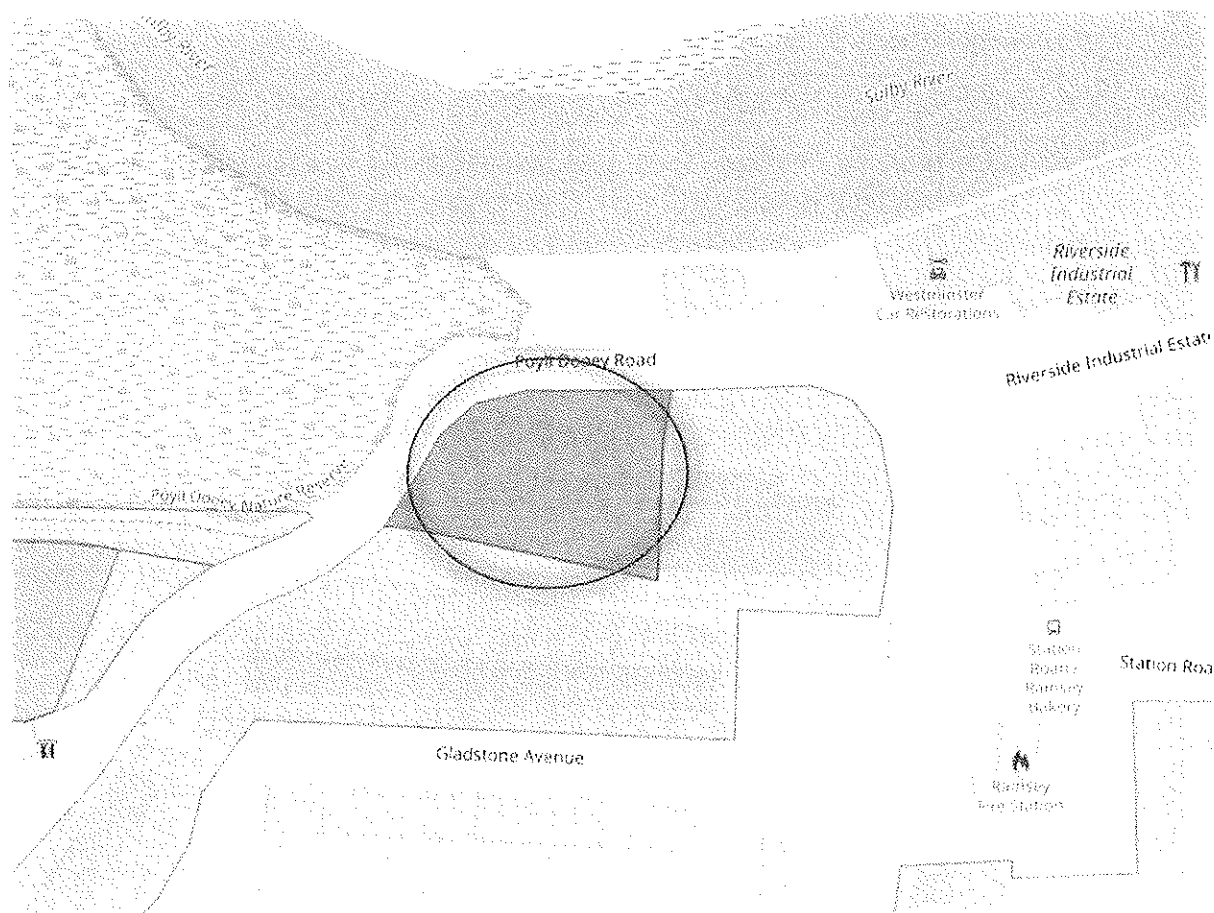 Sulby River
Sulby River
Riverside
Industrial
Estate
Westminster
Car Restorations
Poyll Dooey Road
Riverside Industrial Estate
Poyll Dooey Nature Reserve
Station
Road /
Ramsey
Bakery
Station Roa
Gladstone Avenue
Ramsey
Fire Station